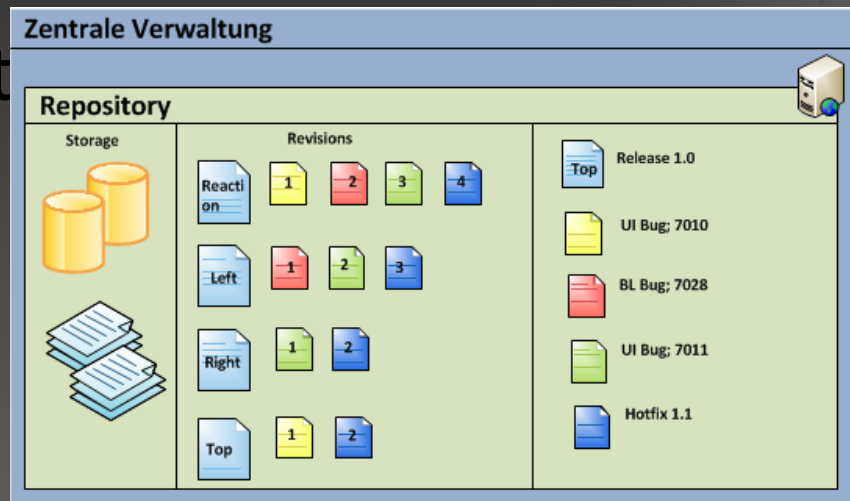 Zentrale Verwaltung
t
Repository
Storage
Revisions
Reacti
on
1
2
3
4
Left
1
2
3
Right
1
2
Top
1
2
Top
Release 1.0
UI Bug; 7010
BL Bug; 7028
UI Bug; 7011
Hotfix 1.1